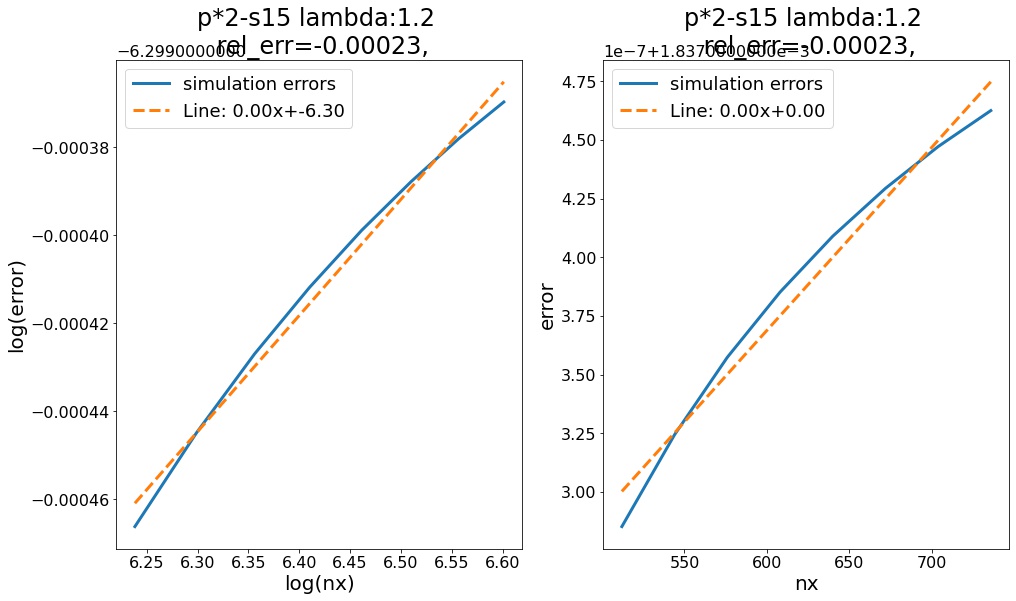 p*2-s15 lambda:1.2
rel_err=-0.00023,
−6.2990000000
simulation errors
Line: 0.00x+-6.30
−0.00038
−0.00040
−0.00042
−0.00044
−0.00046
log(error)
6.25 6.30 6.35 6.40 6.45 6.50 6.55 6.60
log(nx)
p*2-s15 lambda:1.2
rel_err=-0.00023,
1e−7+1.8370000000e−3
simulation errors
Line: 0.00x+0.00
4.75
4.50
4.25
4.00
3.75
3.50
3.25
3.00
error
550 600 650 700
nx